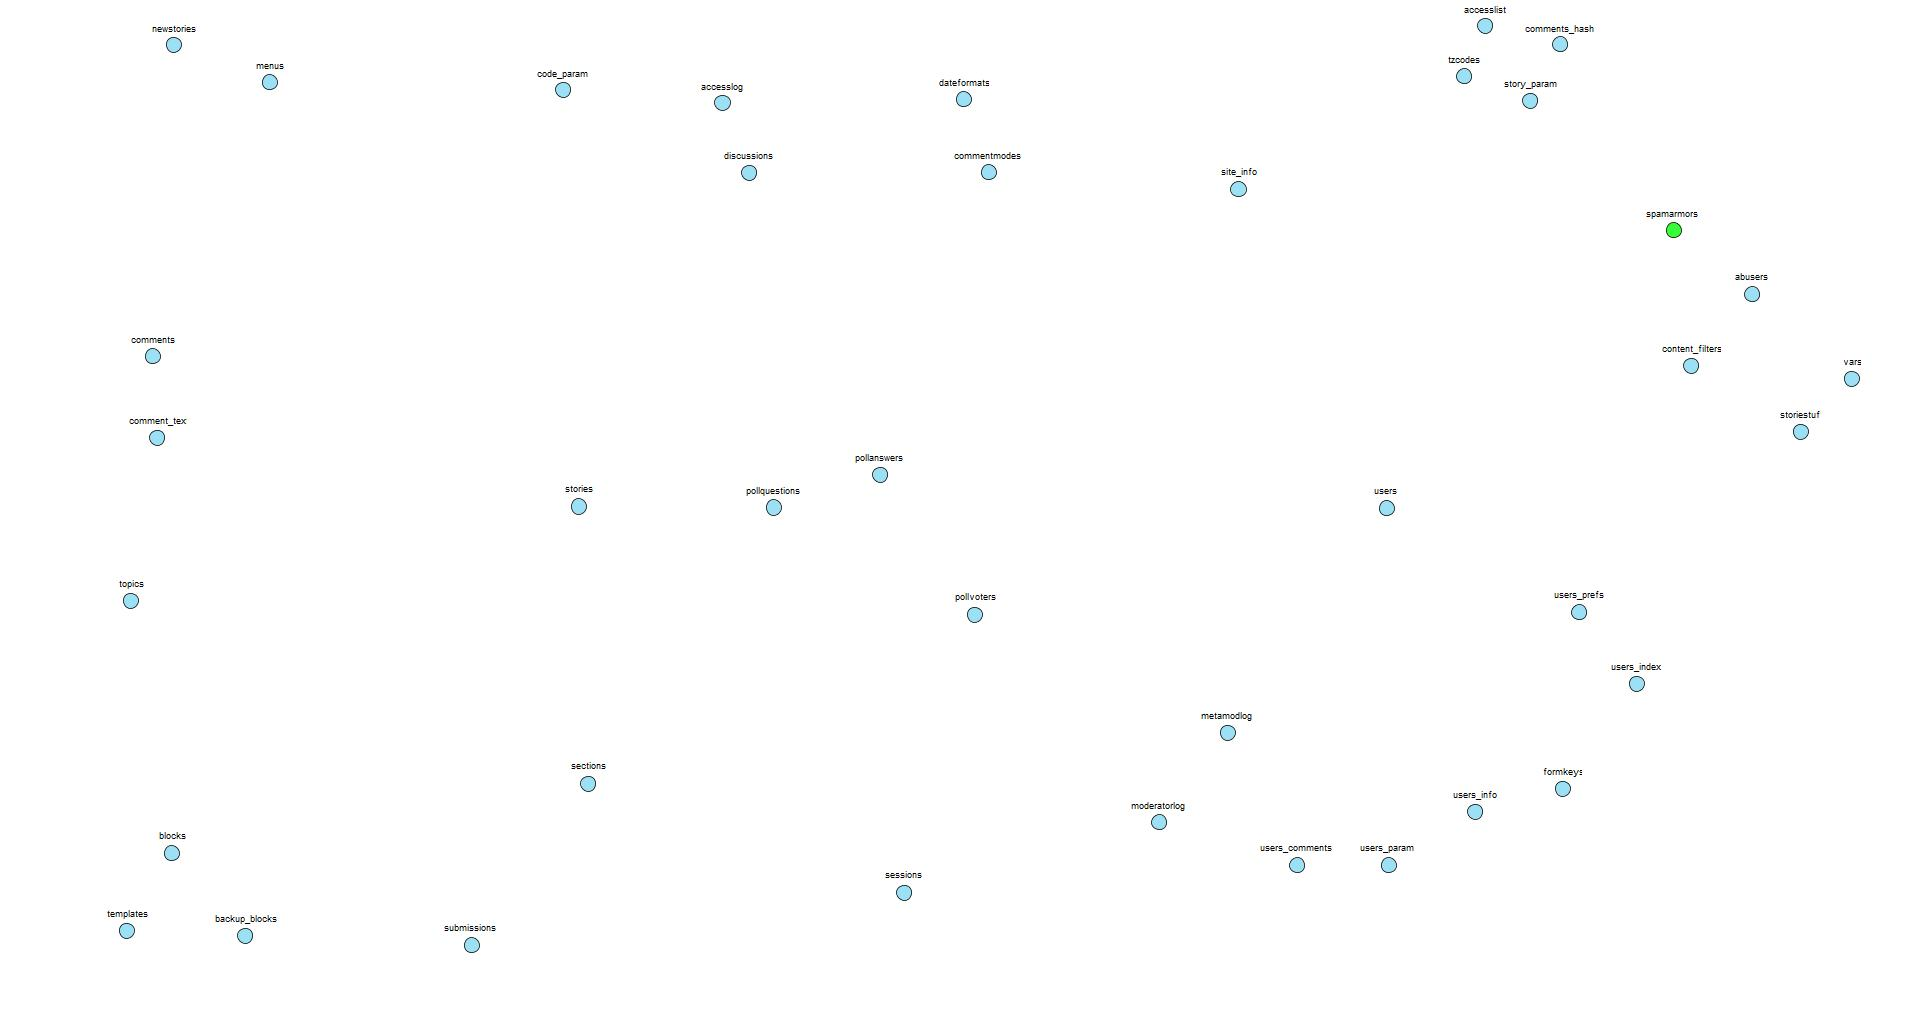 accesslist
newstories
comments_hash
tzcodes
menus
code_param
dateformats
story_param
accesslog
discussions
commentmodes
site_info
spamarmors
abusers
comments
content_filters
vars
storiestuf
comment_tex
pollanswers
stories
pollquestions
users
topics
users_prefs
pollvoters
users_index
metamodlog
sections
formkeys
users_info
moderatorlog
blocks
users_comments
users_param
sessions
templates
backup_blocks
submissions